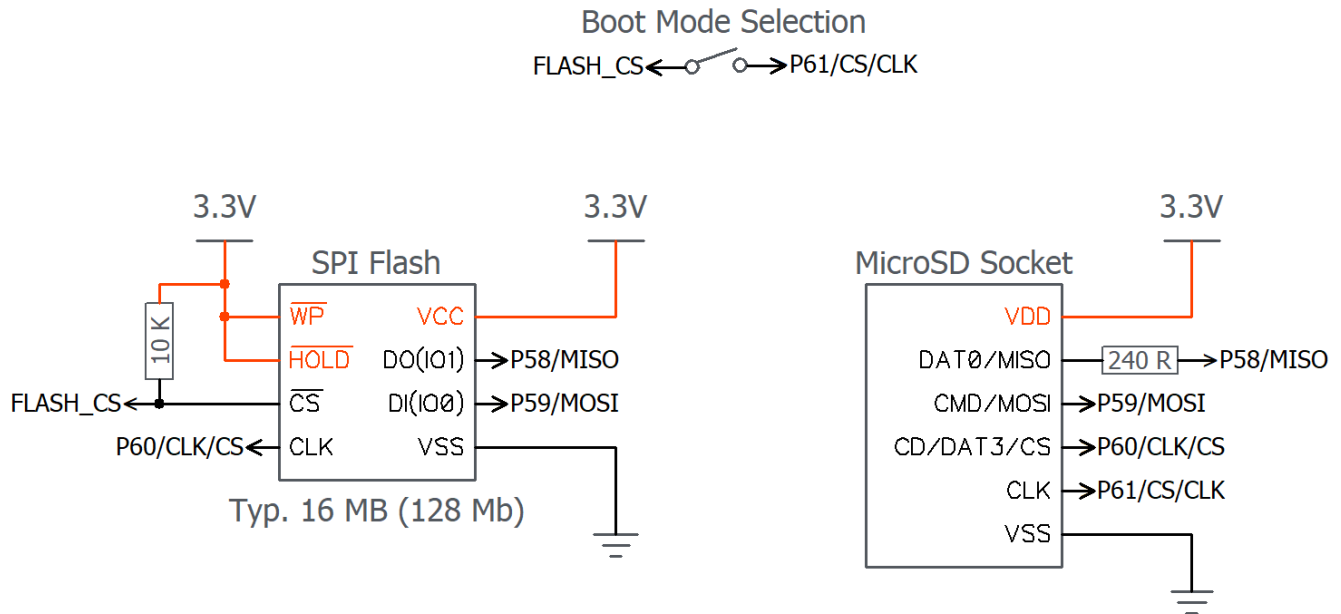 Boot Mode Selection
FLASH_CS P61/CS/CLK
3.3V 3.3V 3.3V
SPI Flash
MicroSD Socket
10 K
WP VCC
HOLD DO(IO1) P58/MISO
FLASH_CS CS DI(IO0) P59/MOSI
P60/CLK/CS CLK VSS
Typ. 16 MB (128 Mb)
VDD
DAT0/MISO 240 R P58/MISO
CMD/MOSI P59/MOSI
CD/DAT3/CS P60/CLK/CS
CLK P61/CS/CLK
VSS